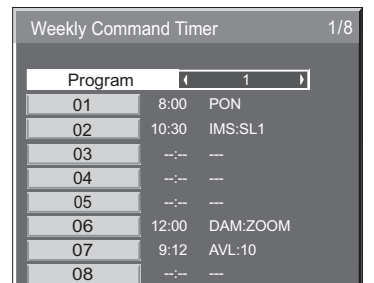 Weekly Command Timer 1/8
Program 1
01 8:00 PON
02 10:30 IMS:SL1
03 --:-- ---
04 --:-- ---
05 --:-- ---
06 12:00 DAM:ZOOM
07 9:12 AVL:10
08 --:-- ---